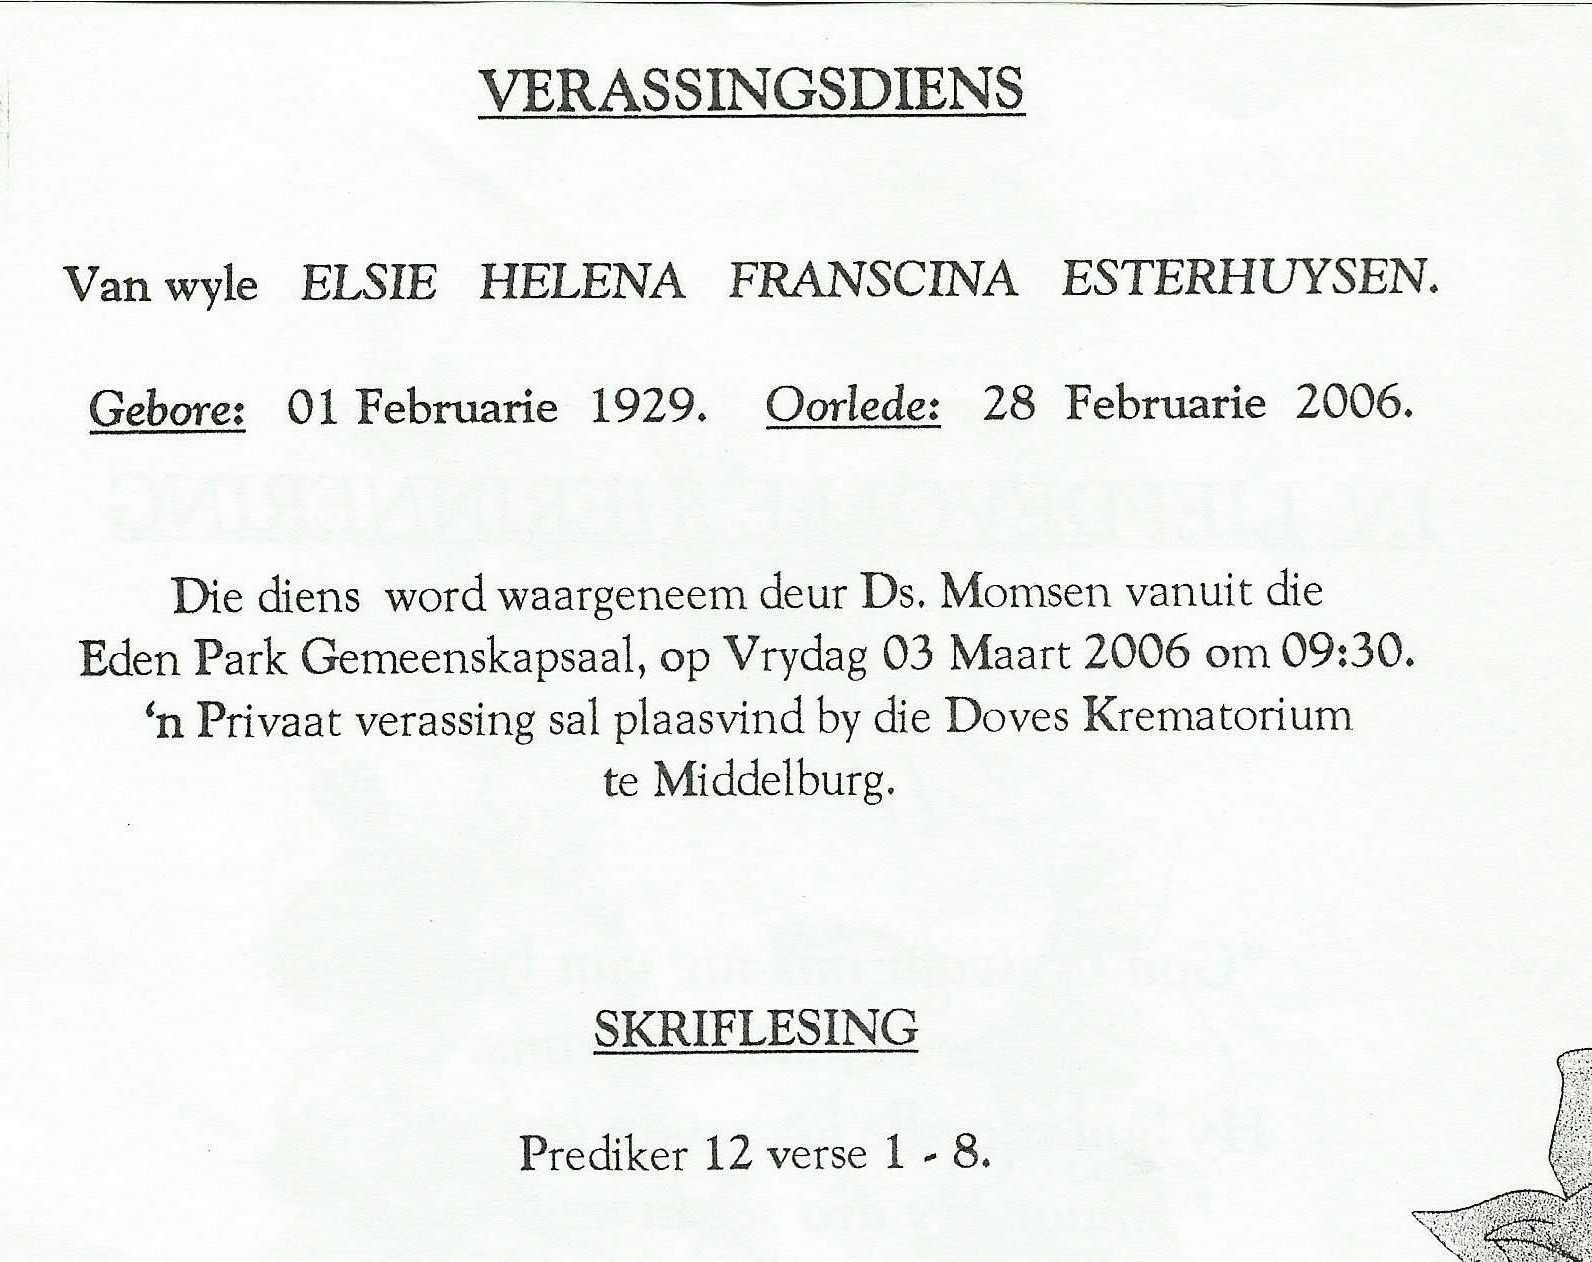 VERASSINGSDIENS
Van wyle ELSIE HELENA FRANSCINA ESTERHUYSEN.
Gebore: 01 Februarie 1929. Oorlede: 28 Februarie 2006.
Die diens word waargeneem deur Ds. Momsen vanuit die
Eden Park Gemeenskapsaal, op Vrydag 03 Maart 2006 om 09:30.
‘n Privaat verassing sal plaasvind by die Doves Krematorium
te Middelburg.
SKRIFLESING
Prediker 12 verse 1 - 8.